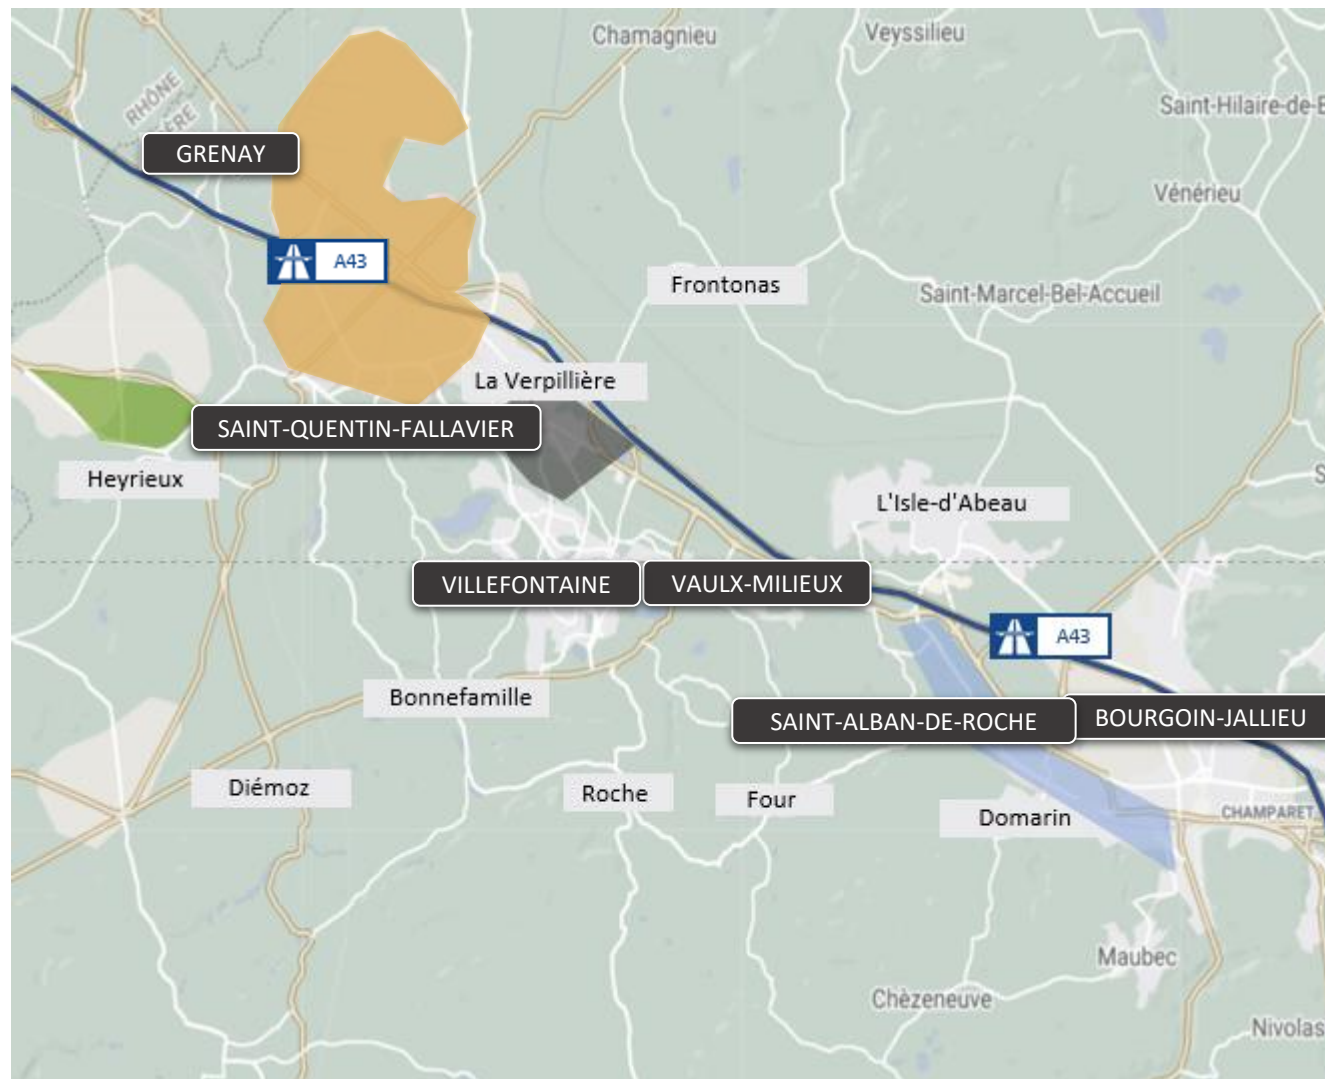 Chamagnieu
Veyssilieu
RHÔNE
Saint-Hilaire-de-B
GRENAY
Vénérieu
A43
Frontonas
Saint-Marcel-Bel-Accueil
La Verpillière
SAINT-QUENTIN-FALLAVIER
Heyrieux
S
L'Isle-d'Abeau
VILLEFONTAINE
VAULX-MILIEUX
A43
Bonnefamille
SAINT-ALBAN-DE-ROCHE
BOURGOIN-JALLIEU
Diémoz
Roche
Four
Domarin
CHAMPARET
Maubec
Chèzeneuve
Nivolas